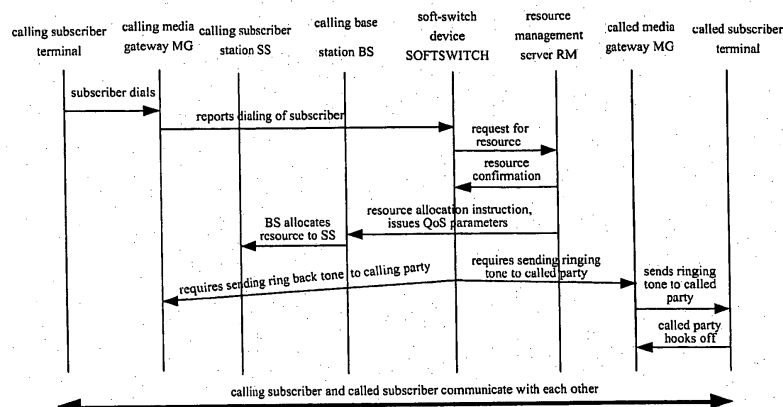 calling subscriber
terminal
calling media
gateway MG
calling subscriber
station SS
calling base
station BS
soft-switch
device
SOFTSWITCH
resource
management
server RM
called media
gateway MG
called subscriber
terminal
subscriber dials
reports dialing of subscriber
request for
resource
resource
confirmation
resource allocation instruction,
issues QoS parameters
BS allocates
resource to SS
requires sending ring back tone to calling party
requires sending ringing
tone to called party
sends ringing
tone to called
party
called party
hooks off
calling subscriber and called subscriber communicate with each other